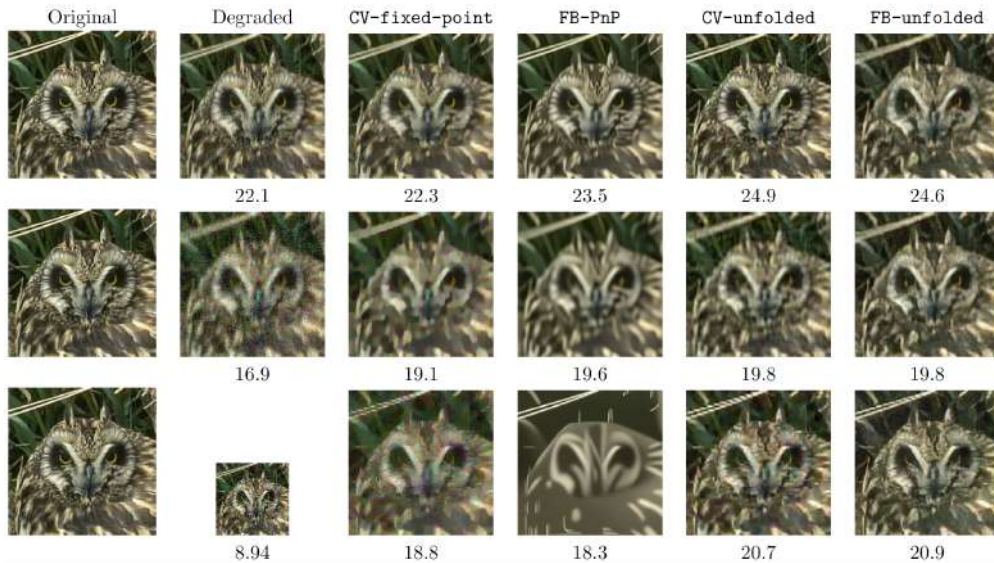 Original Degraded CV-fixed-point FB-PnP CV-unfolded FB-unfolded
22.1 22.3 23.5 24.9 24.6
16.9 19.1 19.6 19.8 19.8
8.94 18.8 18.3 20.7 20.9